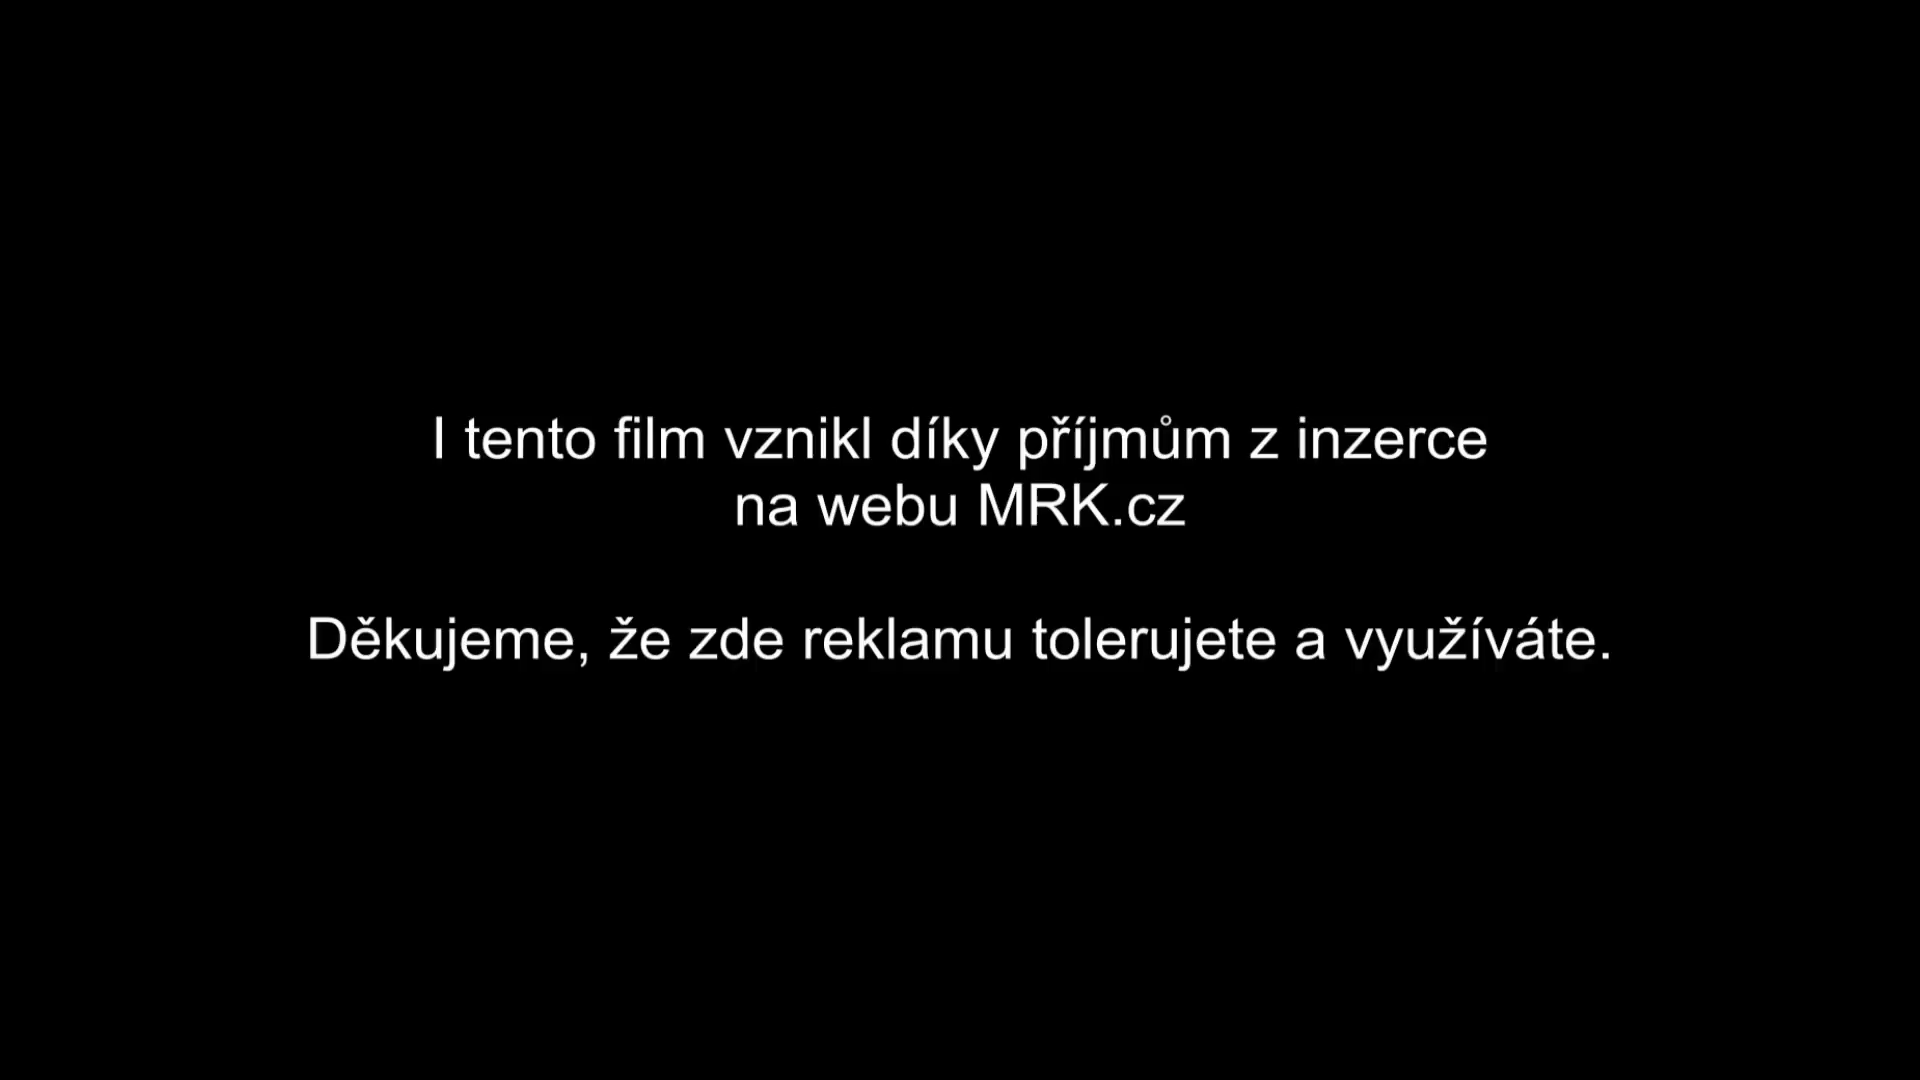 I tento film vznikl díky příjmům z inzerce
na webu MRK.cz
Děkujeme, že zde reklamu tolerujete a využíváte.